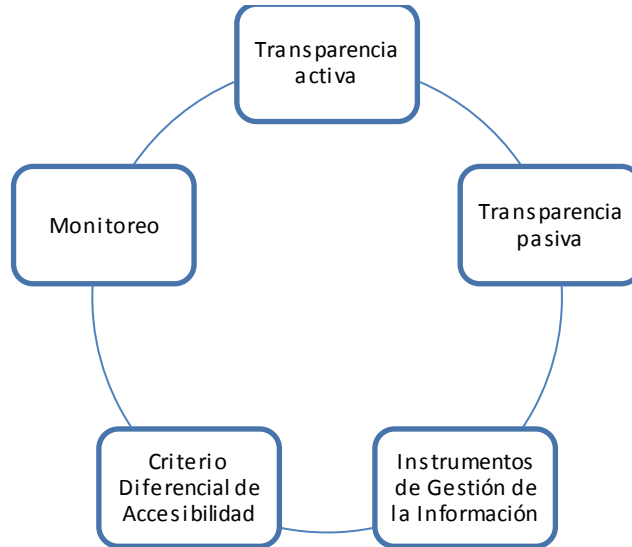 Transparencia
activa
Transparencia
pasiva
Instrumentos
de Gestión de
la Información
Criterio
Diferencial de
Accesibilidad
Monitoreo